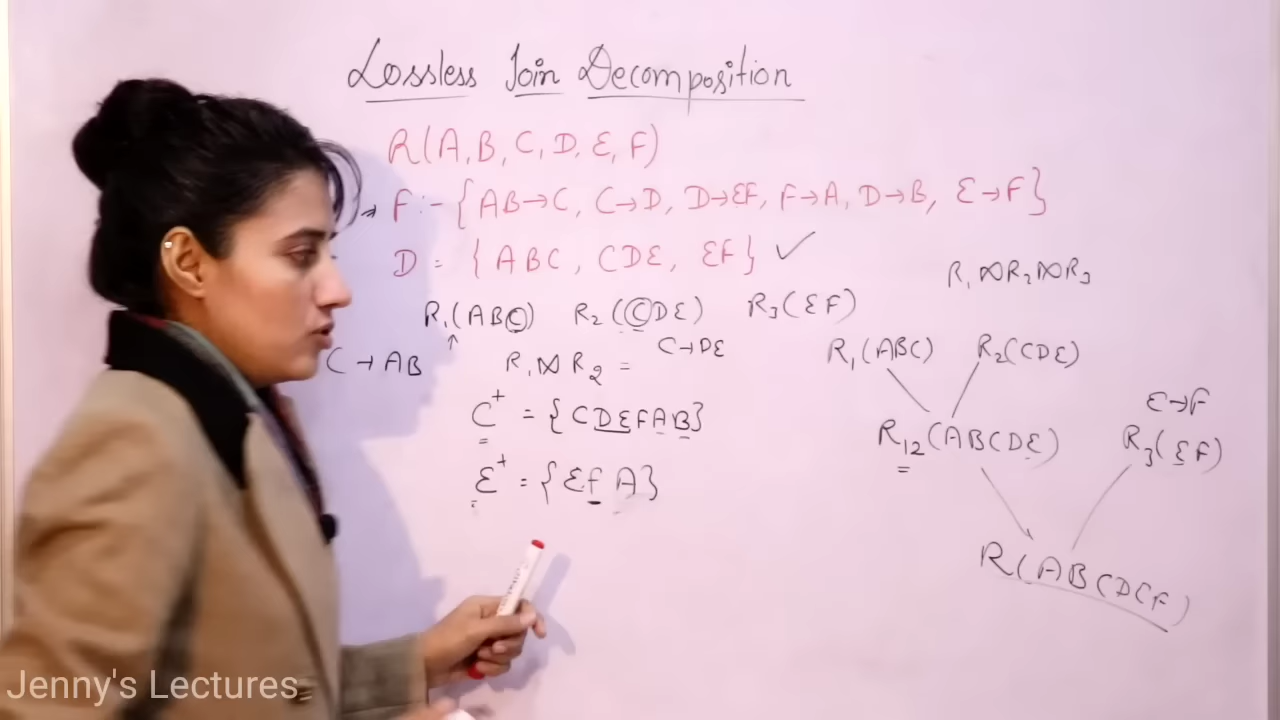 Lossless Join Decomposition
R(A, B, C, D, E, F)
→ F :- {AB→C, C→D, D→EF, F→A, D→B, E→F}
D = {ABC, CDE, EF} ✓
R₁⋈R₂⋈R₃
R₁(ABC) R₂(CDE) R₃(EF)
C→AB R₁⋈R₂ = C→DE
R₁(ABC) R₂(CDE)
C⁺ = {CDEFAB}
E→F
R₁₂(ABCDE) R₃(EF)
E⁺ = {EfA}
R(ABCDCF)
Jenny's Lectures